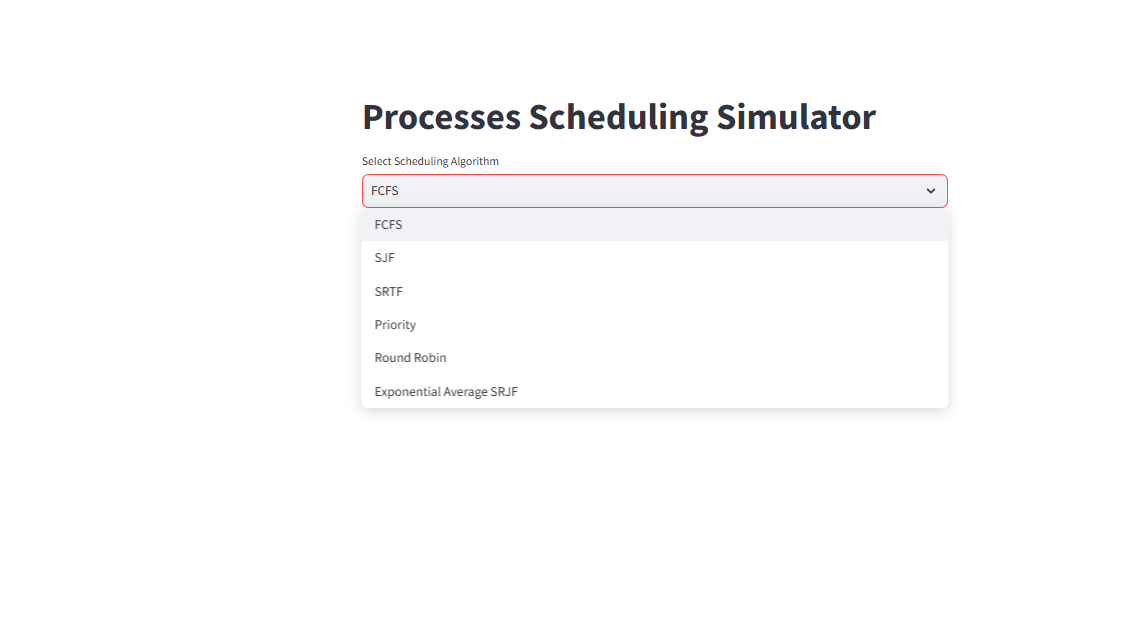 Processes Scheduling Simulator
Select Scheduling Algorithm
FCFS
FCFS
SJF
SRTF
Priority
Round Robin
Exponential Average SRJF